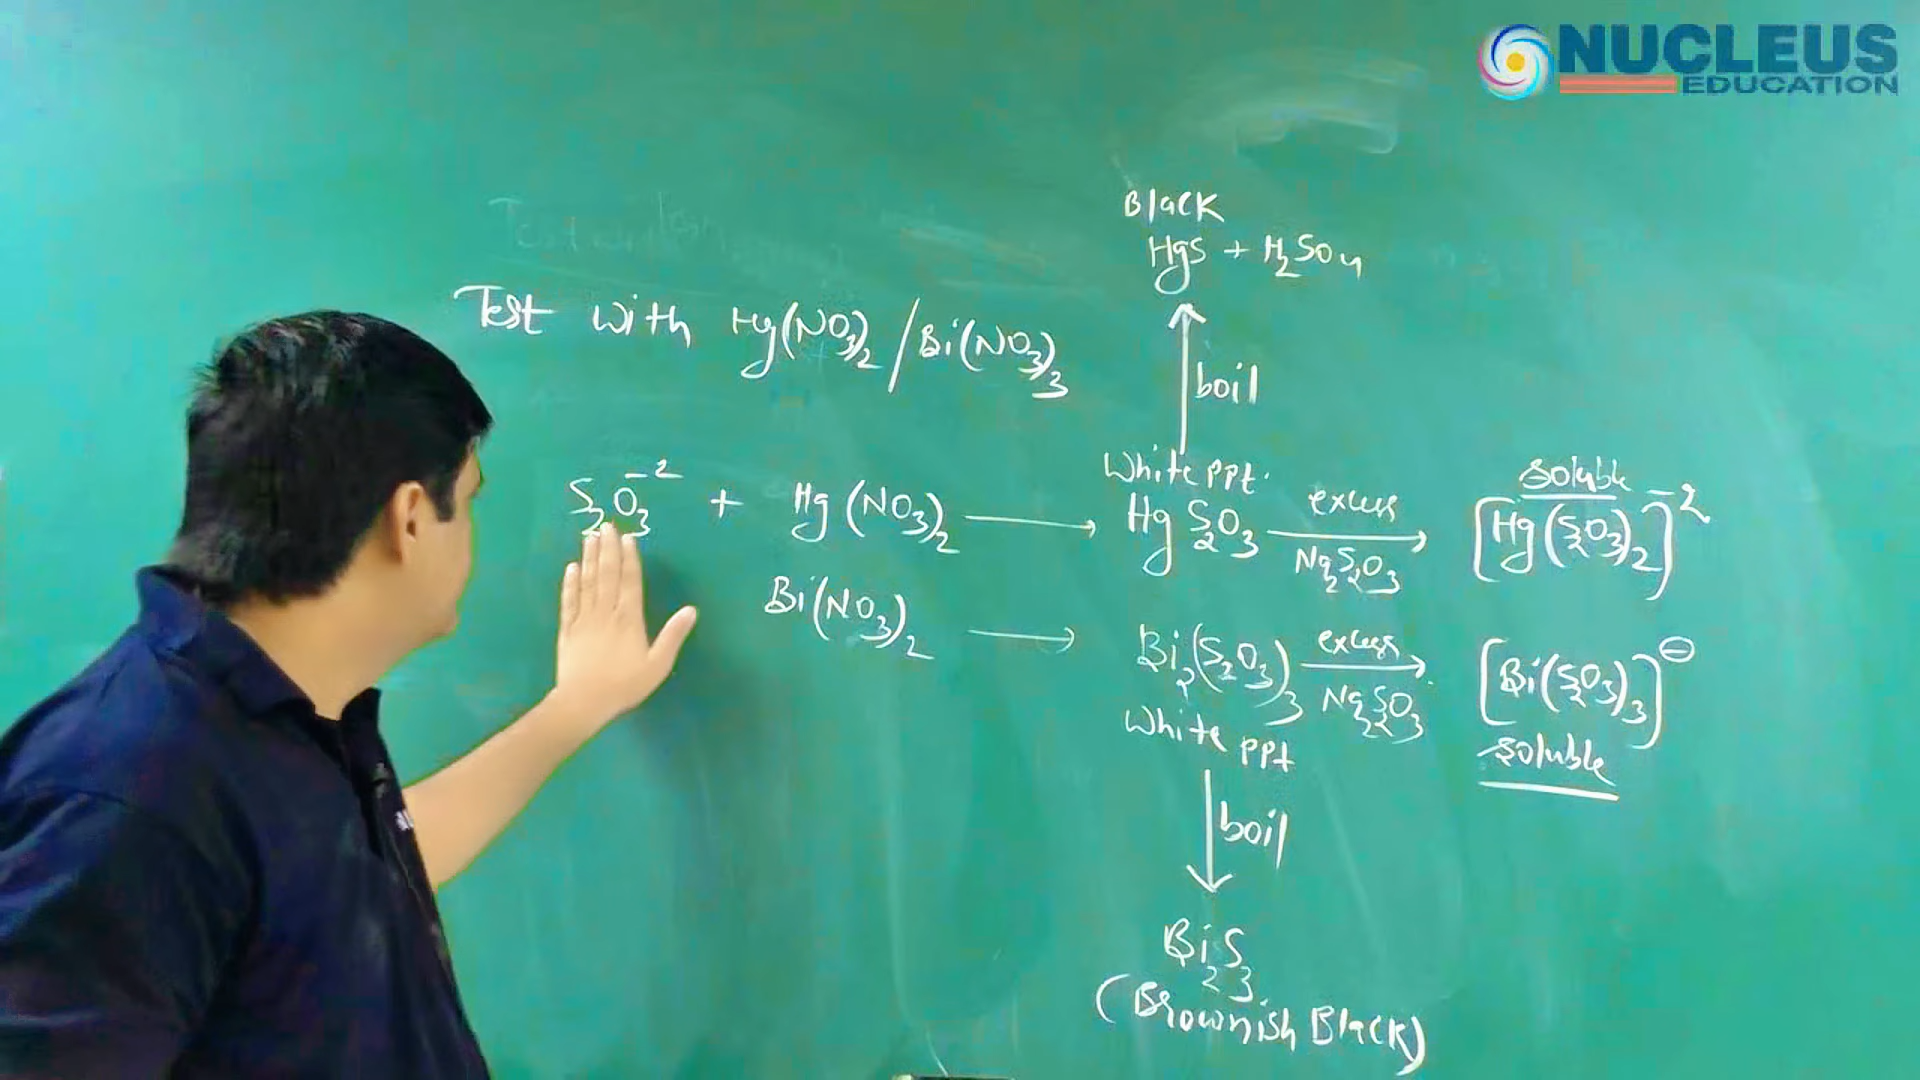 NUCLEUS
EDUCATION
Black
HgS + H₂SO₄
Test with Hg(NO₃)₂/Bi(NO₃)₃
boil
White ppt.
soluble
S₂O₃⁻² + Hg(NO₃)₂ ⟶ HgS₂O₃ excess Na₂S₂O₃ ⟶ [Hg(S₂O₃)₂]⁻²
Bi(NO₃)₂ ⟶ Bi₂(S₂O₃)₃ excess Na₂S₂O₃ ⟶ [Bi(S₂O₃)₃]⊖
White ppt
soluble
boil
Bi₂S₃
(Brownish Black)